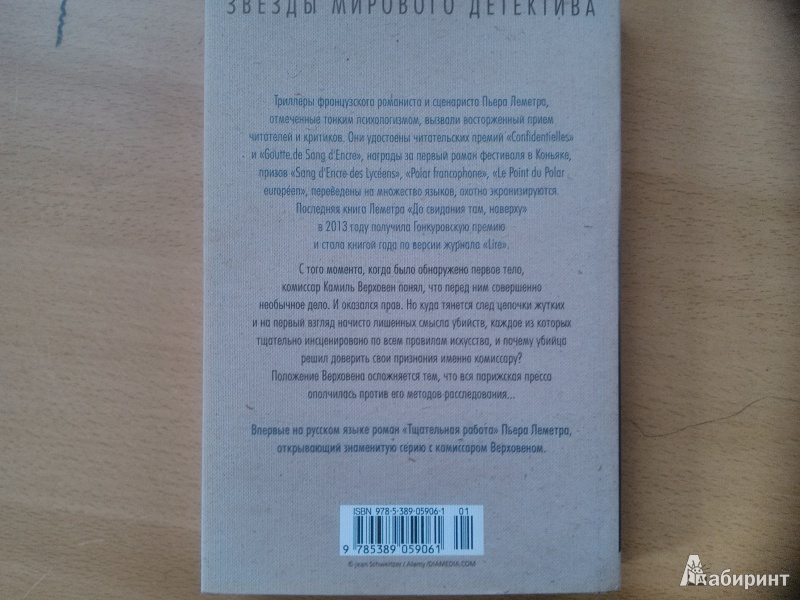 ЗВЕЗДЫ МИРОВОГО ДЕТЕКТИВА
Триллеры французского романиста и сценариста Пьера Леметра,
отмеченные тонким психологизмом, вызвали восторженный прием
читателей и критиков. Они удостоены читательских премий «Confidentielles»
и «Goutte de Sang d'Encre», награды за первый роман фестиваля в Коньяке,
призов «Sang d'Encre des Lycéens», «Polar francophone», «Le Point du Polar
européen», переведены на множество языков, охотно экранизируются.
Последняя книга Леметра «До свидания там, наверху»
в 2013 году получила Гонкуровскую премию
и стала книгой года по версии журнала «Lire».
С того момента, когда было обнаружено первое тело,
комиссар Камиль Верховен понял, что перед ним совершенно
необычное дело. И оказался прав. Но куда тянется след цепочки жутких
и на первый взгляд начисто лишенных смысла убийств, каждое из которых
тщательно инсценировано по всем правилам искусства, и почему убийца
решил доверить свои признания именно комиссару?
Положение Верховена осложняется тем, что вся парижская пресса
ополчилась против его методов расследования...
Впервые на русском языке роман «Тщательная работа» Пьера Леметра,
открывающий знаменитую серию с комиссаром Верховеном.
ISBN 978-5-389-05906-1
01
9 785389 059061
© Jean Schweitzer / Alamy /DIAMEDIA.COM
Лабиринт